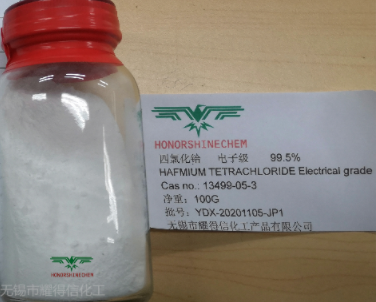 HONORSHINECHEM
四氯化铪 电子级 99.5%
HAFMIUM TETRACHLORIDE Electrical grade
Cas no.: 13499-05-3
净重: 100G
批号: YDX-20201105-JP1
无锡市耀得信化工产品有限公司
HONORSHINECHEM
无锡市耀得信化工